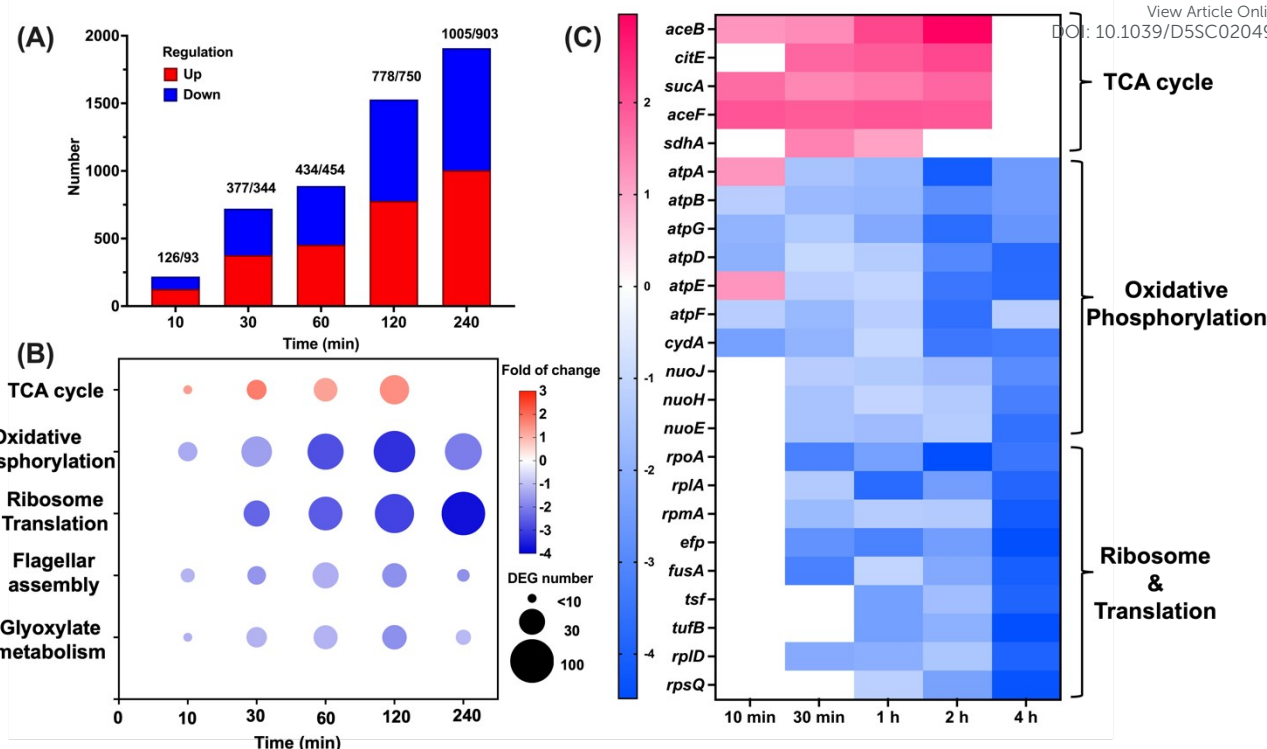 View Article Onli
DOI: 10.1039/D5SC02049
(A)
Regulation
Up
Down
Number
2000
1500
1000
500
0
126/93
377/344
434/454
778/750
1005/903
10
30
60
120
240
Time (min)
(B)
TCA cycle
Oxidative
sphorylation
Ribosome
Translation
Flagellar
assembly
Glyoxylate
metabolism
0
10
30
60
120
240
Time (min)
Fold of change
3
2
1
0
-1
-2
-3
-4
DEG number
<10
30
100
(C)
2
1
0
-1
-2
-3
-4
aceB
citE
sucA
aceF
sdhA
atpA
atpB
atpG
atpD
atpE
atpF
cydA
nuoJ
nuoH
nuoE
rpoA
rplA
rpmA
efp
fusA
tsf
tufB
rplD
rpsQ
10 min
30 min
1 h
2 h
4 h
TCA cycle
Oxidative
Phosphorylation
Ribosome
&
Translation